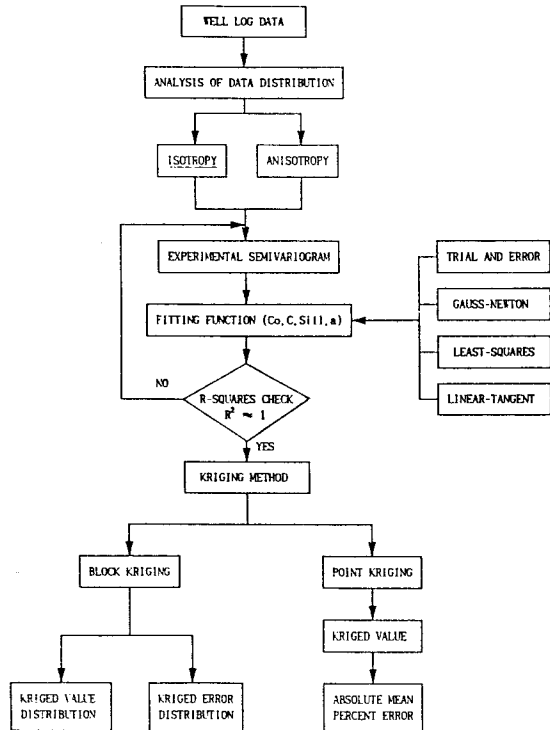 WELL LOG DATA
ANALYSIS OF DATA DISTRIBUTION
ISOTROPY
ANISOTROPY
EXPERIMENTAL SEMIVARIOGRAM
TRIAL AND ERROR
GAUSS-NEWTON
FITTING FUNCTION (Co, C, Sill, a)
LEAST-SQUARES
LINEAR-TANGENT
NO
R-SQUARES CHECK
R² ≈ 1
YES
KRIGING METHOD
BLOCK KRIGING
POINT KRIGING
KRIGED VALUE
KRIGED VALUE
DISTRIBUTION
KRIGED ERROR
DISTRIBUTION
ABSOLUTE MEAN
PERCENT ERROR